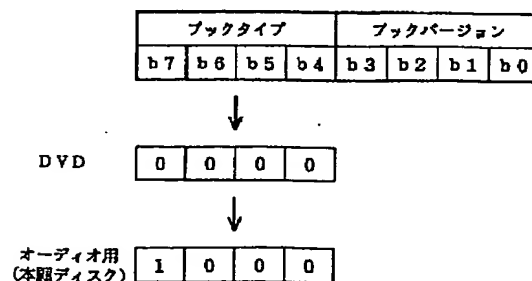 ブックタイプ ブックバージョン
b7 b6 b5 b4 b3 b2 b1 b0
DVD 0 0 0 0
オーディオ用
(本願ディスク) 1 0 0 0